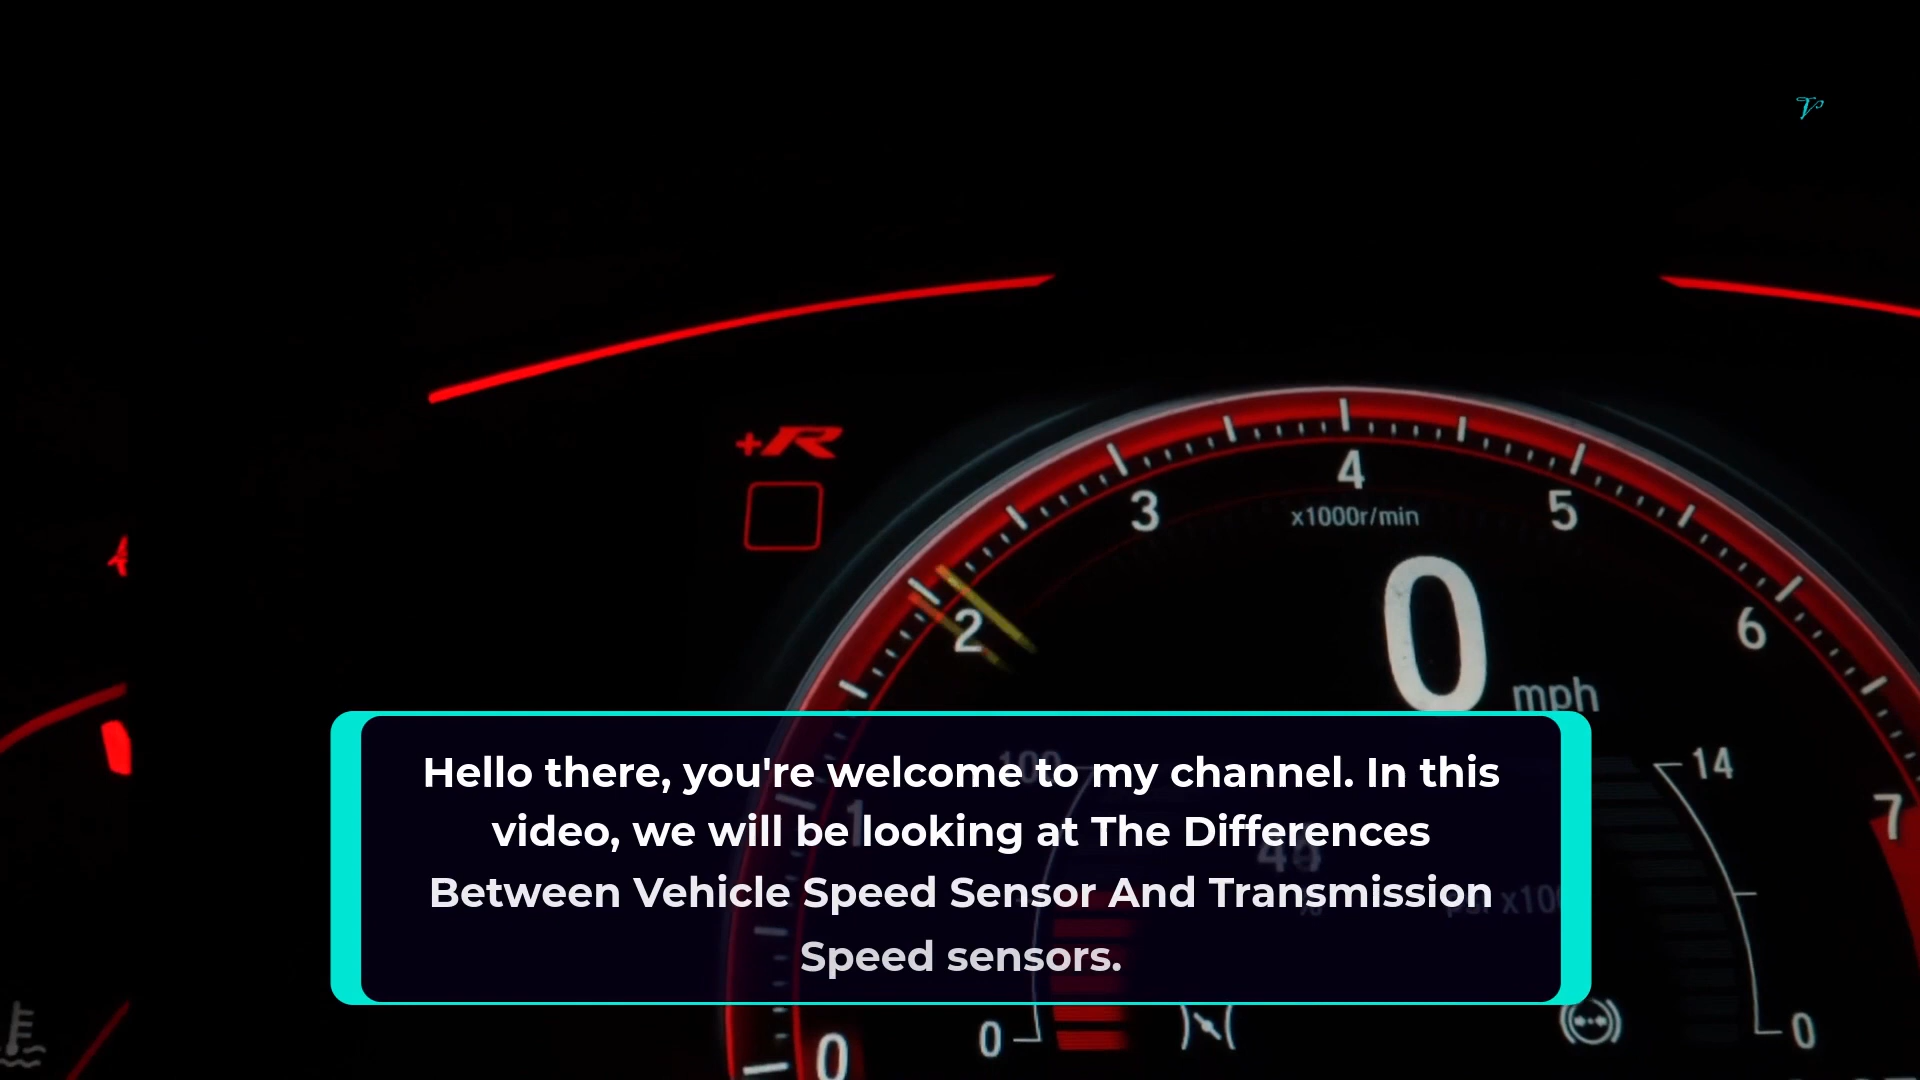 +R
4
3
5
x1000r/min
0
2
6
mph
100
14
Hello there, you're welcome to my channel. In this
1
7
video, we will be looking at The Differences
Between Vehicle Speed Sensor And Transmission
Speed sensors.
0
0
0